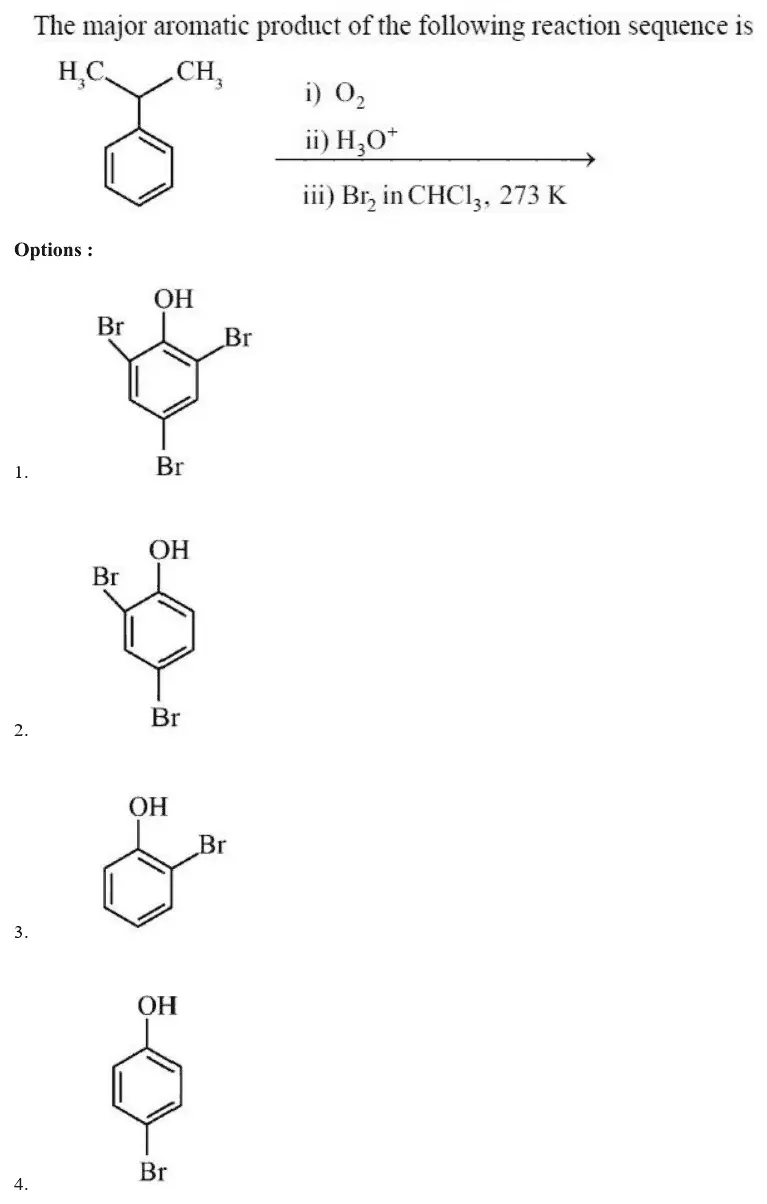 The major aromatic product of the following reaction sequence is
H₃C CH₃
i) O₂
ii) H₃O⁺
iii) Br₂ in CHCl₃, 273 K
Options :
OH
Br
Br
Br
1.
OH
Br
Br
2.
OH
Br
3.
OH
Br
4.